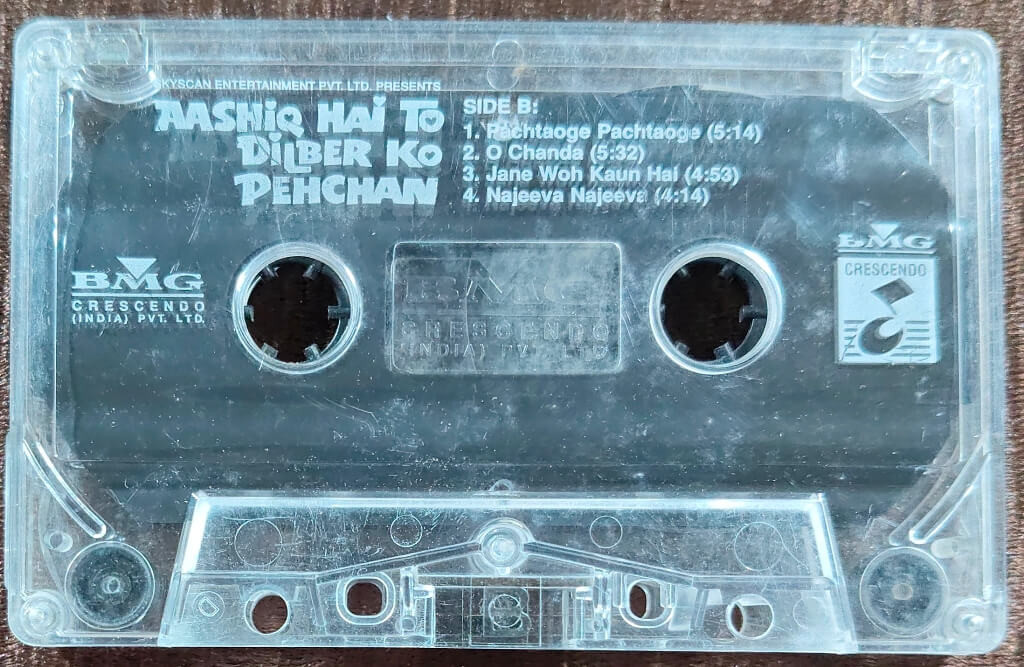 KYSCAN ENTERTAINMENT PVT. LTD. PRESENTS
AASHIQ HAI TO
DILBER KO
PEHCHAN
SIDE B:
1. Pachtaoge Pachtaoge (5:14)
2. O Chanda (5:32)
3. Jane Woh Kaun Hai (4:53)
4. Najeeva Najeeva (4:14)
BMG
CRESCENDO
(INDIA) PVT. LTD.
BMG
CRESCENDO
(INDIA) PVT. LTD.
BMG
CRESCENDO